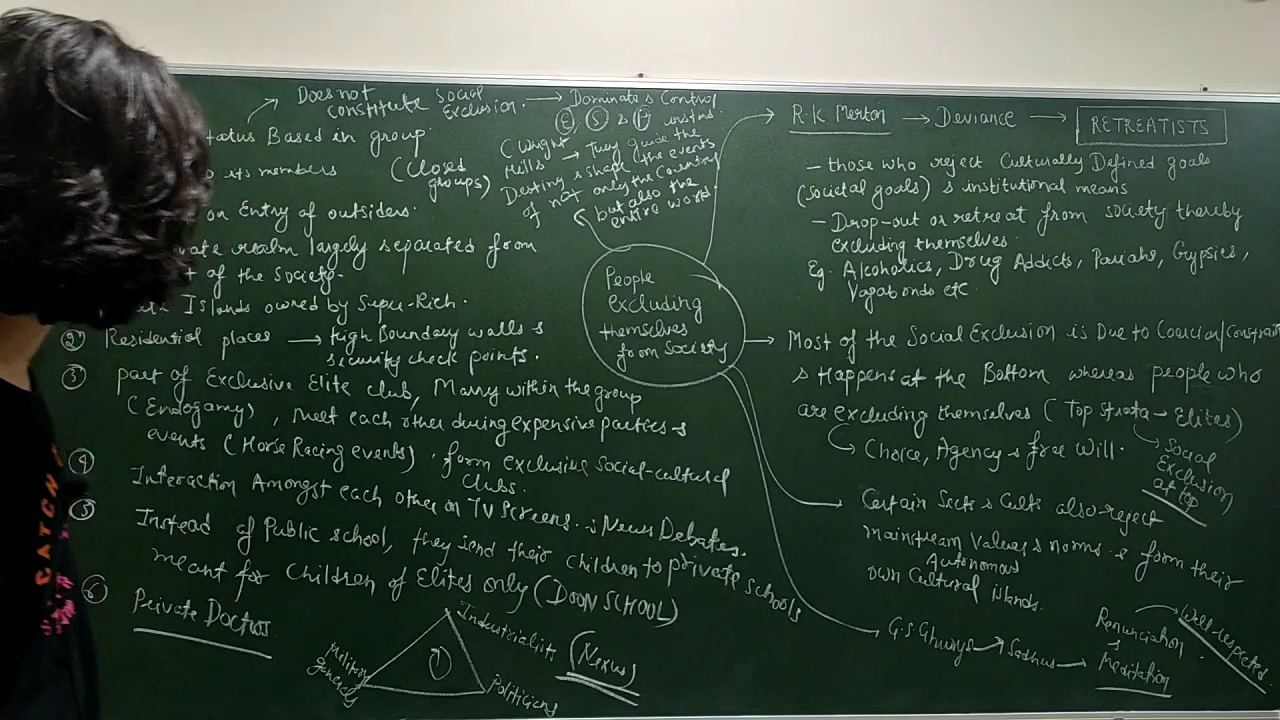 Does not
constitute Social
Exclusion. → Dominate & Control
(E), (S) & (P) instns.
tatus Based in group.
its members (Closed
groups)
on Entry of outsiders.
vate realm largely separated from
t of the Society-
Islands owned by Super-Rich.
② Residential places → high Boundary walls &
security check points.
③ part of Exclusive Elite club, Marry within the group
(Endogamy), meet each other during expensive parties &
events (Horse Racing events). form exclusive Social-cultural
clubs.
④ Interaction Amongst each other on TV Screens. & News Debates.
⑤ Instead of Public school, they send their children to private schools
meant for Children of Elites only (DOON SCHOOL)
⑥ Private Doctors
Military
Generals
Industrialists
Politicians
(Nexus)
(Wright
Mills → They guide the
Destiny & shape the events
of not only the Country
but also the
entire world
People
excluding
themselves
from Society
R.K Merton → Deviance → RETREATISTS
- those who reject Culturally Defined goals
(societal goals) & institutional means
- Drop-out or retreat from society thereby
excluding themselves.
Eg. Alcoholics, Drug Addicts, Pariahs, Gypsies,
Vagabonds etc
→ Most of the Social Exclusion is Due to Coercion/Constrain
& Happens at the Bottom whereas people who
are excluding themselves (Top Strata → Elites)
Choice, Agency & free Will.
Social
Exclusion
at top
Certain Sects & Cults also reject
mainstream Values & norms & form their
Autonomous
own Cultural islands.
G.S Ghurye → Sadhus → Renunciation
&
Meditation
Well-respected.
CATCH